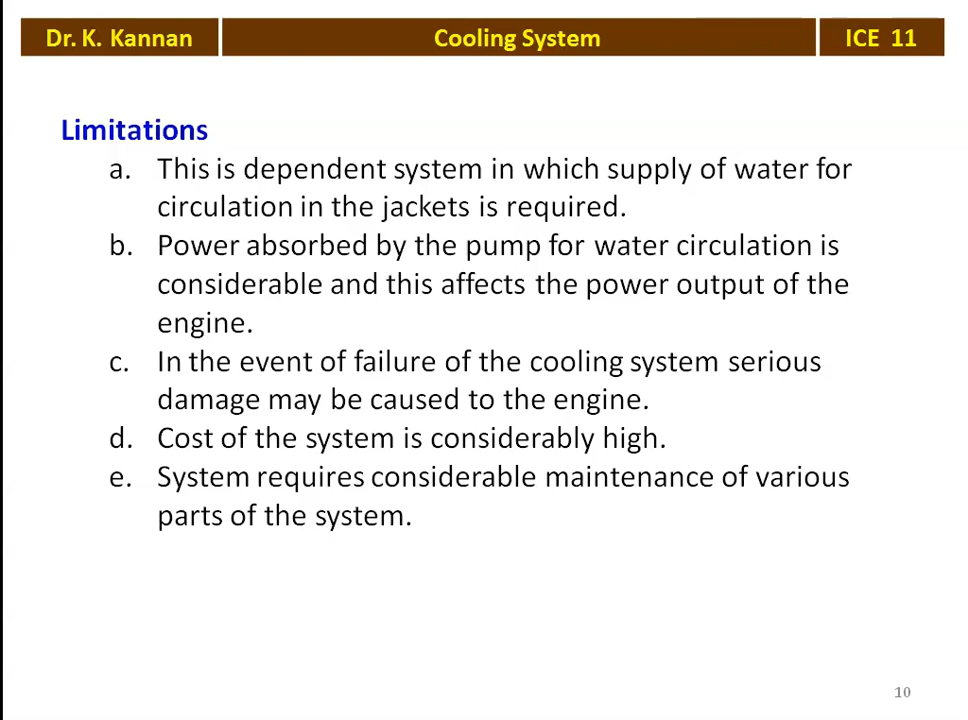 Dr. K. Kannan
Cooling System
ICE 11
Limitations
a. This is dependent system in which supply of water for
circulation in the jackets is required.
b. Power absorbed by the pump for water circulation is
considerable and this affects the power output of the
engine.
c. In the event of failure of the cooling system serious
damage may be caused to the engine.
d. Cost of the system is considerably high.
e. System requires considerable maintenance of various
parts of the system.
10